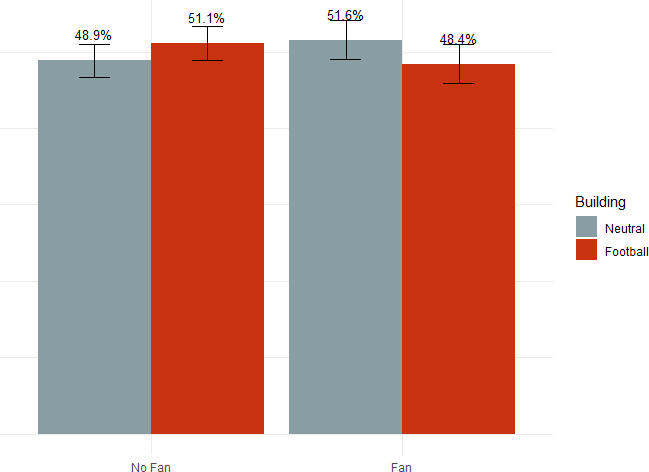 48.9%
51.1%
51.6%
48.4%
Building
Neutral
Football
No Fan
Fan